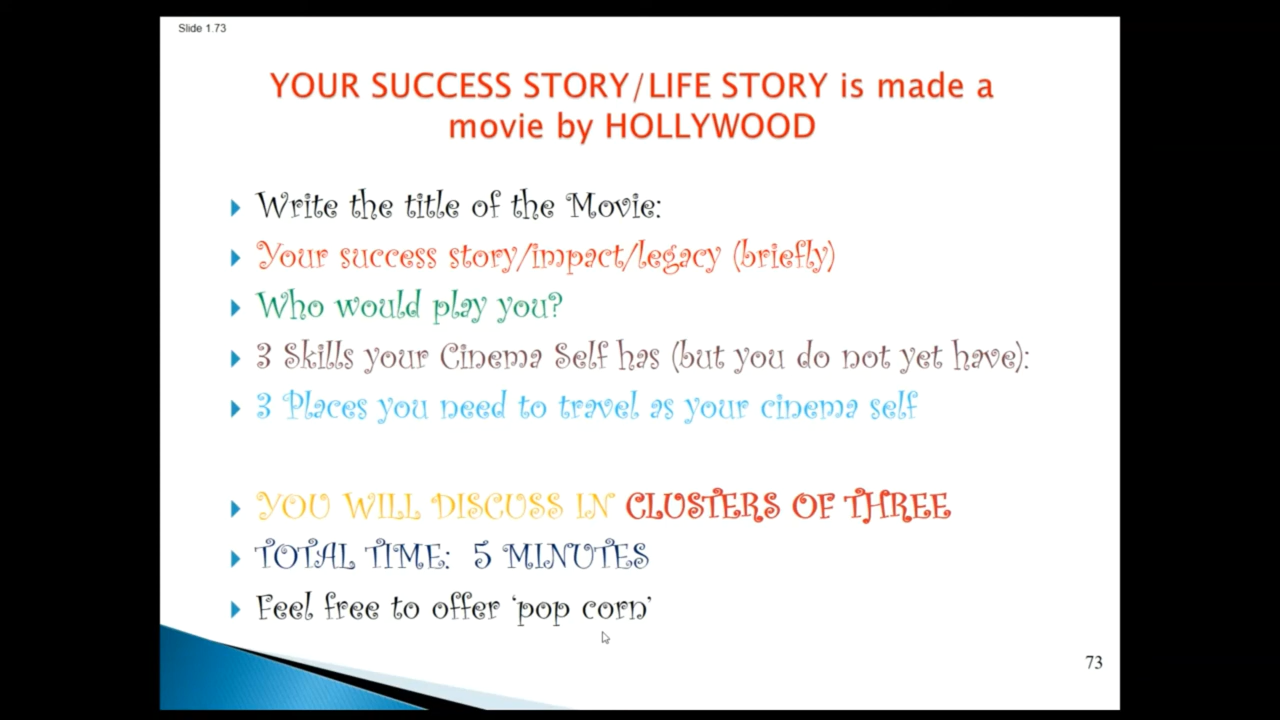 Slide 1.73
YOUR SUCCESS STORY/LIFE STORY is made a
movie by HOLLYWOOD
Write the title of the Movie:
Your success story/impact/legacy (briefly)
Who would play you?
3 Skills your Cinema Self has (but you do not yet have):
3 Places you need to travel as your cinema self
YOU WILL DISCUSS IN CLUSTERS OF THREE
TOTAL TIME: 5 MINUTES
Feel free to offer ‘pop corn’
73